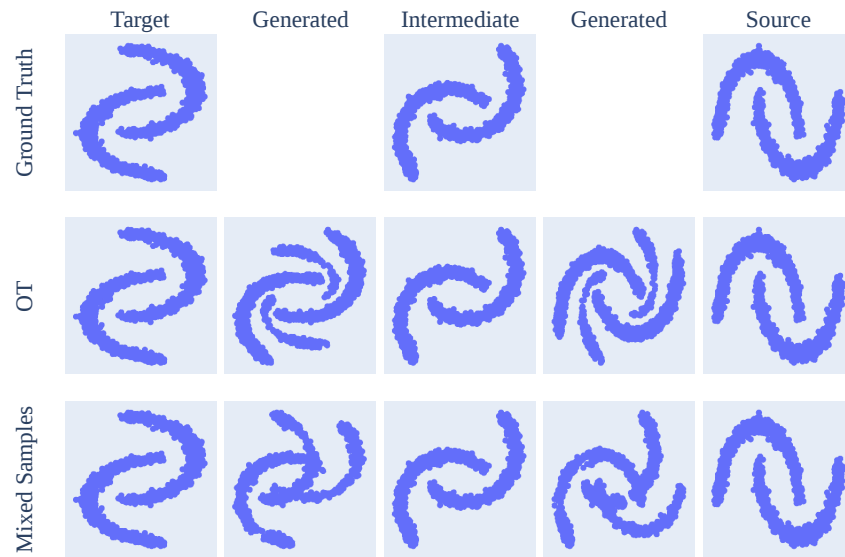 Target Generated Intermediate Generated Source
Ground Truth
OT
Mixed Samples